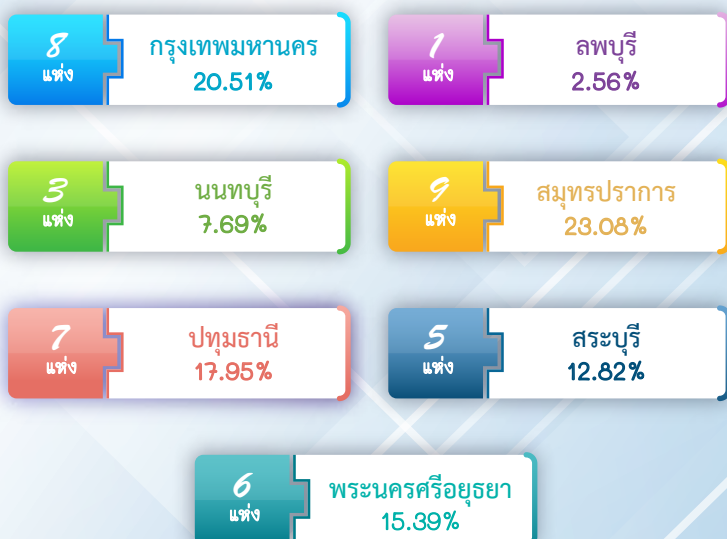 8
แห่ง
กรุงเทพมหานคร
20.51%
1
แห่ง
ลพบุรี
2.56%
3
แห่ง
นนทบุรี
7.69%
9
แห่ง
สมุทรปราการ
23.08%
7
แห่ง
ปทุมธานี
17.95%
5
แห่ง
สระบุรี
12.82%
6
แห่ง
พระนครศรีอยุธยา
15.39%